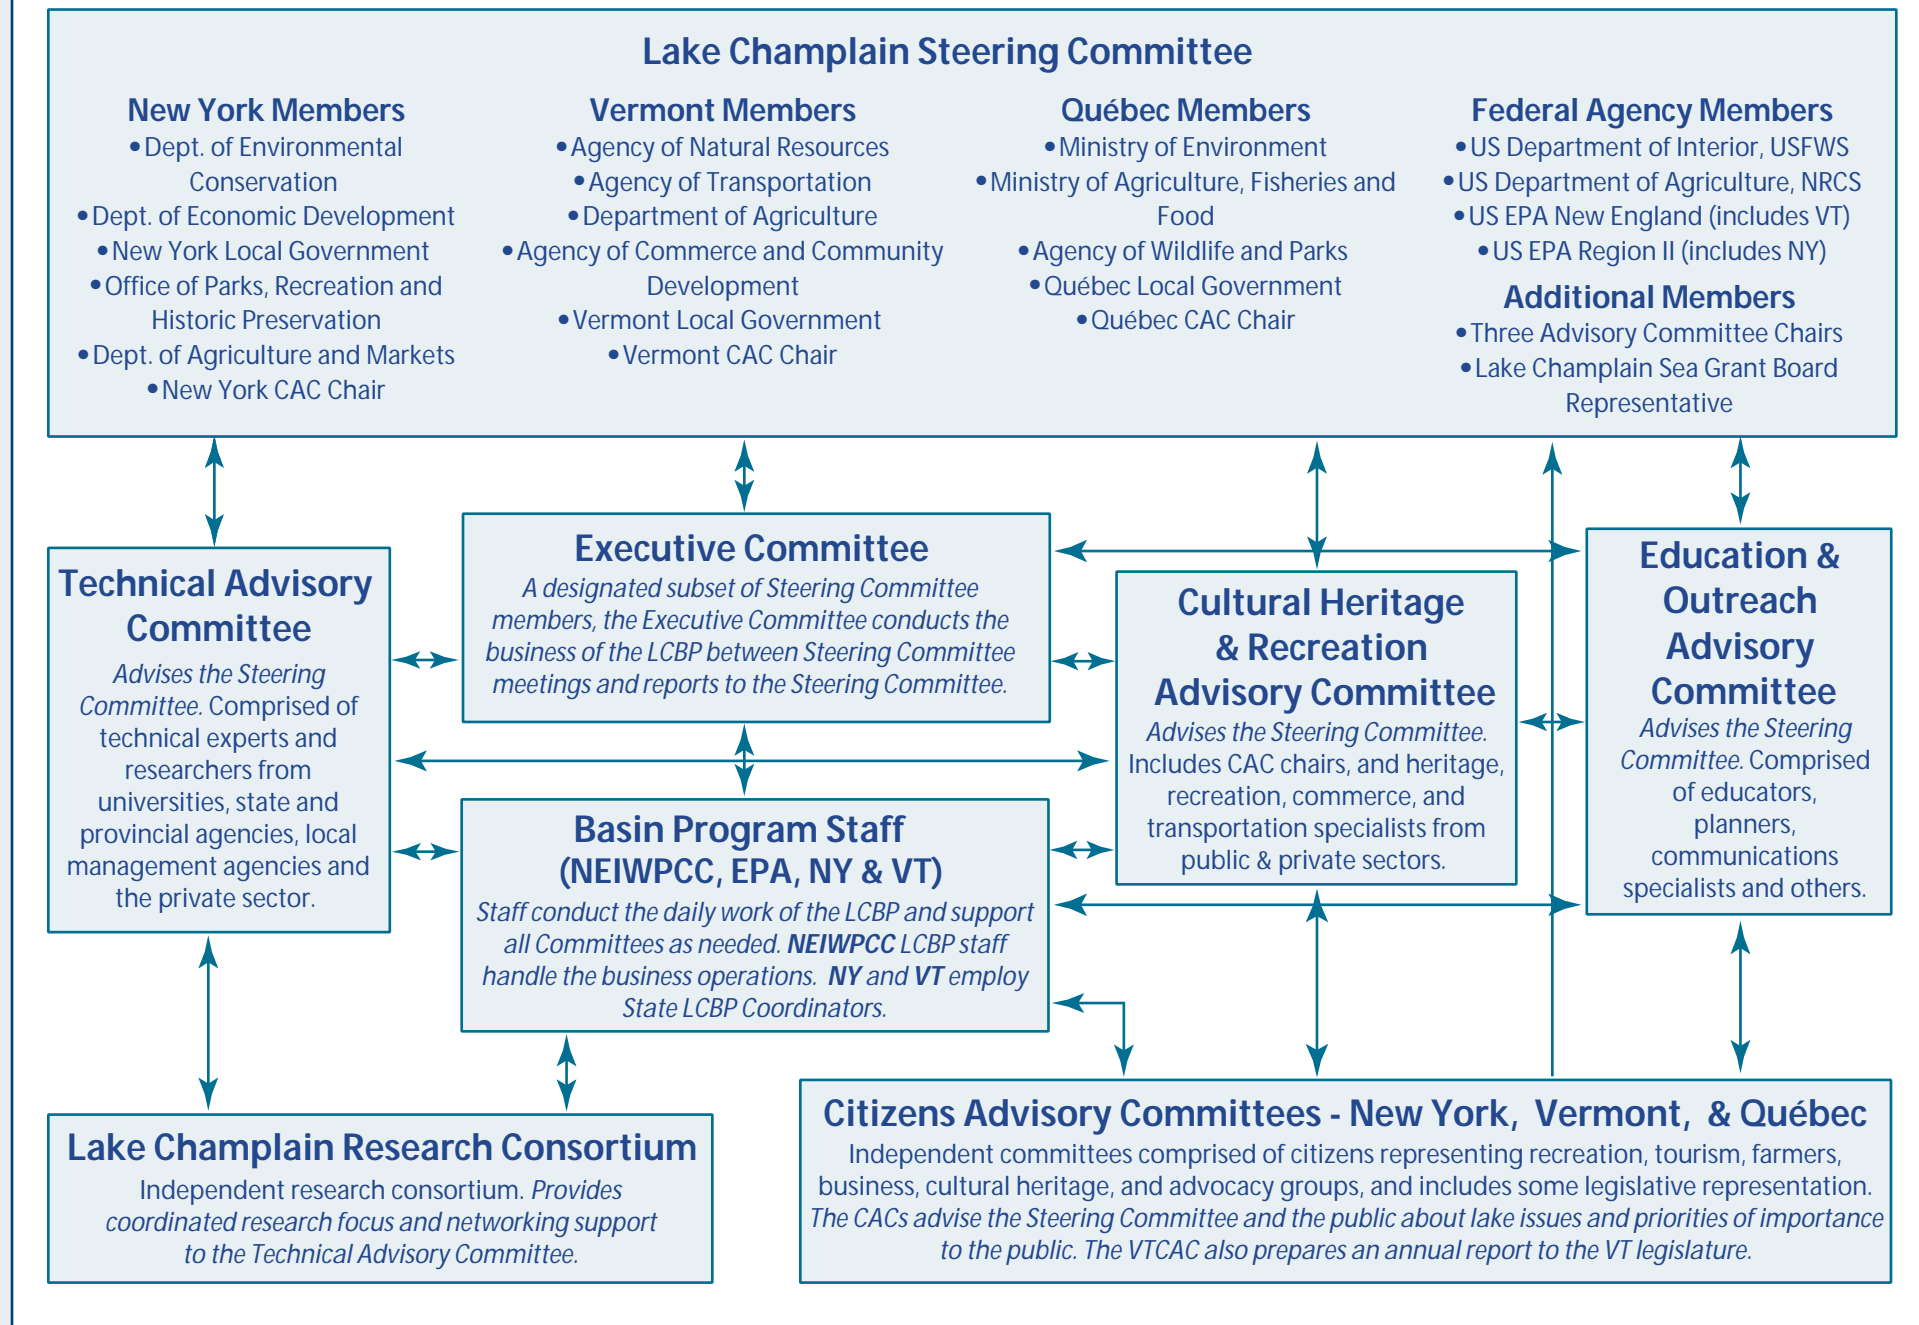 Lake Champlain Steering Committee
New York Members
•Dept. of Environmental
Conservation
•Dept. of Economic Development
•New York Local Government
•Office of Parks, Recreation and
Historic Preservation
•Dept. of Agriculture and Markets
•New York CAC Chair
Vermont Members
•Agency of Natural Resources
•Agency of Transportation
•Department of Agriculture
•Agency of Commerce and Community
Development
•Vermont Local Government
•Vermont CAC Chair
Québec Members
•Ministry of Environment
•Ministry of Agriculture, Fisheries and
Food
•Agency of Wildlife and Parks
•Québec Local Government
•Québec CAC Chair
Federal Agency Members
•US Department of Interior, USFWS
•US Department of Agriculture, NRCS
•US EPA New England (includes VT)
•US EPA Region II (includes NY)
Additional Members
•Three Advisory Committee Chairs
•Lake Champlain Sea Grant Board
Representative
Technical Advisory
Committee
Advises the Steering
Committee. Comprised of
technical experts and
researchers from
universities, state and
provincial agencies, local
management agencies and
the private sector.
Executive Committee
A designated subset of Steering Committee
members, the Executive Committee conducts the
business of the LCBP between Steering Committee
meetings and reports to the Steering Committee.
Cultural Heritage
& Recreation
Advisory Committee
Advises the Steering Committee.
Includes CAC chairs, and heritage,
recreation, commerce, and
transportation specialists from
public & private sectors.
Education &
Outreach
Advisory
Committee
Advises the Steering
Committee. Comprised
of educators,
planners,
communications
specialists and others.
Basin Program Staff
(NEIWPCC, EPA, NY & VT)
Staff conduct the daily work of the LCBP and support
all Committees as needed. NEIWPCC LCBP staff
handle the business operations. NY and VT employ
State LCBP Coordinators.
Lake Champlain Research Consortium
Independent research consortium. Provides
coordinated research focus and networking support
to the Technical Advisory Committee.
Citizens Advisory Committees - New York, Vermont, & Québec
Independent committees comprised of citizens representing recreation, tourism, farmers,
business, cultural heritage, and advocacy groups, and includes some legislative representation.
The CACs advise the Steering Committee and the public about lake issues and priorities of importance
to the public. The VTCAC also prepares an annual report to the VT legislature.